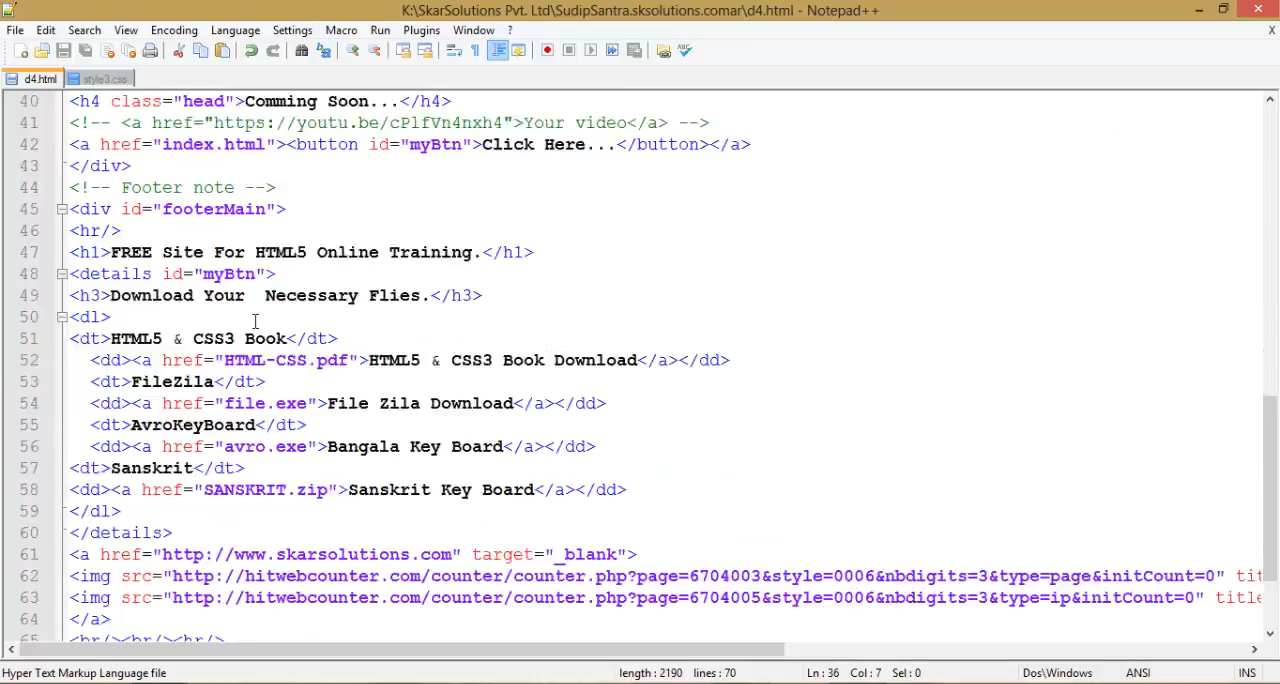 K:\SkarSolutions Pvt. Ltd\SudipSantra.sksolutions.comar/d4.html - Notepad++
File Edit Search View Encoding Language Settings Macro Run Plugins Window ? X
d4.html style3.css
40 <h4 class="head">Comming Soon...</h4>
41 <!-- <a href="https://youtu.be/cPlfVn4nxh4">Your video</a> -->
42 <a href="index.html"><button id="myBtn">Click Here...</button></a>
43 </div>
44 <!-- Footer note -->
45 <div id="footerMain">
46 <hr/>
47 <h1>FREE Site For HTML5 Online Training.</h1>
48 <details id="myBtn">
49 <h3>Download Your  Necessary Flies.</h3>
50 <dl>
51 <dt>HTML5 & CSS3 Book</dt>
52 <dd><a href="HTML-CSS.pdf">HTML5 & CSS3 Book Download</a></dd>
53 <dt>FileZila</dt>
54 <dd><a href="file.exe">File Zila Download</a></dd>
55 <dt>AvroKeyBoard</dt>
56 <dd><a href="avro.exe">Bangala Key Board</a></dd>
57 <dt>Sanskrit</dt>
58 <dd><a href="SANSKRIT.zip">Sanskrit Key Board</a></dd>
59 </dl>
60 </details>
61 <a href="http://www.skarsolutions.com" target="_blank">
62 <img src="http://hitwebcounter.com/counter/counter.php?page=6704003&style=0006&nbdigits=3&type=page&initCount=0" tit
63 <img src="http://hitwebcounter.com/counter/counter.php?page=6704005&style=0006&nbdigits=3&type=ip&initCount=0" title
64 </a>
65 <hr/><hr/><hr/>
Hyper Text Markup Language file length : 2190 lines : 70 Ln : 36 Col : 7 Sel : 0 Dos\Windows ANSI INS